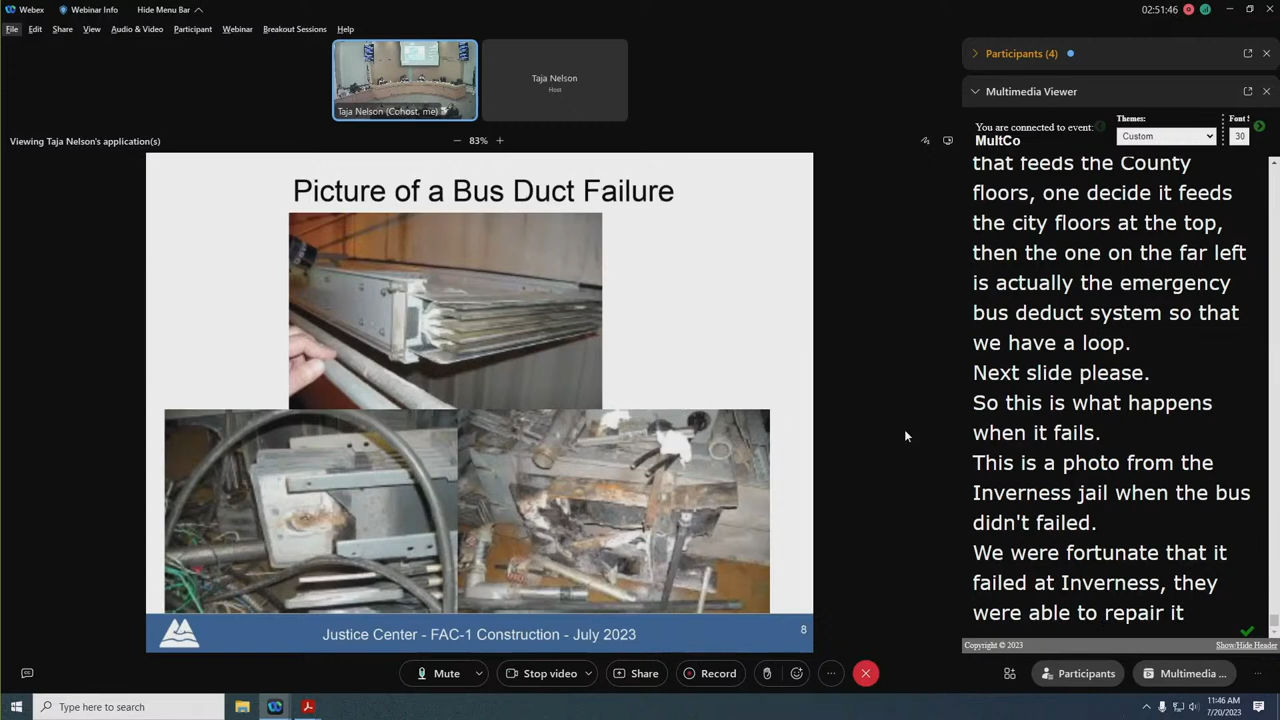 Webex
Webinar Info
Hide Menu Bar
02:51:46
File Edit Share View Audio & Video Participant Webinar Breakout Sessions Help
Taja Nelson (Cohost, me)
Taja Nelson
Host
Viewing Taja Nelson's application(s)
83%
Participants (4)
Multimedia Viewer
You are connected to event:
MultCo
Themes:
Custom
Font
30
Picture of a Bus Duct Failure
Justice Center - FAC-1 Construction - July 2023
8
that feeds the County
floors, one decide it feeds
the city floors at the top,
then the one on the far left
is actually the emergency
bus deduct system so that
we have a loop.
Next slide please.
So this is what happens
when it fails.
This is a photo from the
Inverness jail when the bus
didn't failed.
We were fortunate that it
failed at Inverness, they
were able to repair it
Copyright © 2023
Show/Hide Header
Mute
Stop video
Share
Record
Participants
Multimedia ...
Type here to search
11:46 AM
7/20/2023